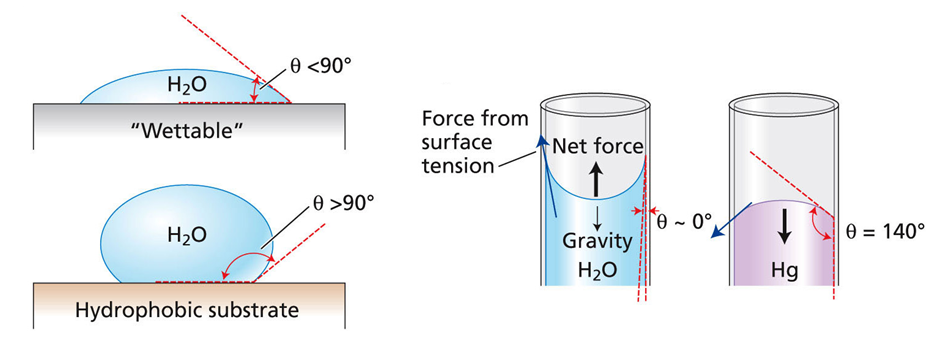 H₂O
θ <90°
“Wettable”
H₂O
θ >90°
Hydrophobic substrate
Force from
surface
tension
Net force
Gravity
H₂O
θ ~ 0°
Hg
θ = 140°